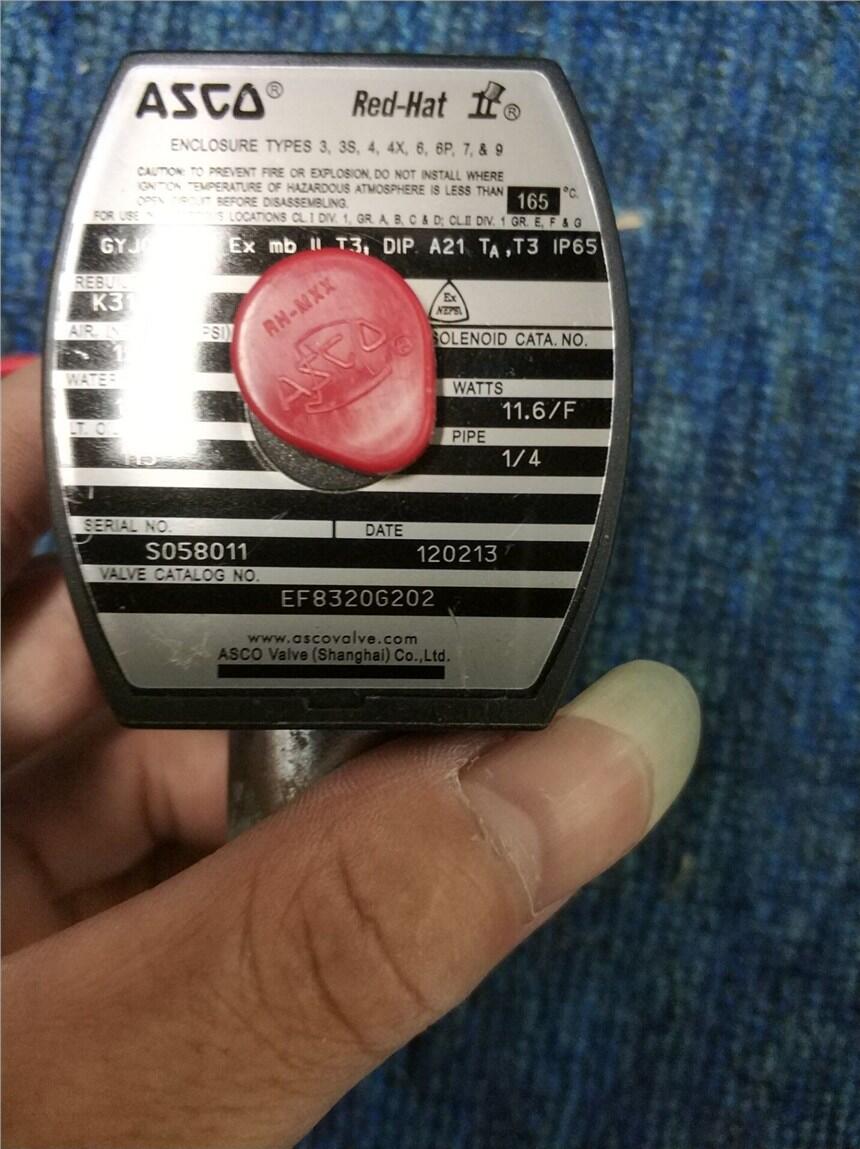 ASCO® Red-Hat II®
ENCLOSURE TYPES 3, 3S, 4, 4X, 6, 6P, 7, & 9
CAUTION: TO PREVENT FIRE OR EXPLOSION, DO NOT INSTALL WHERE
IGNITION TEMPERATURE OF HAZARDOUS ATMOSPHERE IS LESS THAN 165 °C.
BEFORE DISASSEMBLING.
FOR USE LOCATIONS CL.I DIV. 1, GR. A, B, C & D; CL.II DIV. 1 GR. E, F & G
Ex mb II T3, DIP A21 TA,T3 IP65
Ex
NEPSI
RH-MXX
ASCO®
SOLENOID CATA. NO.
WATTS
11.6/F
PIPE
1/4
SERIAL NO. DATE
S058011 120213
VALVE CATALOG NO.
EF8320G202
www.ascovalve.com
ASCO Valve (Shanghai) Co.,Ltd.